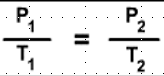 P₁/T₁ = P₂/T₂